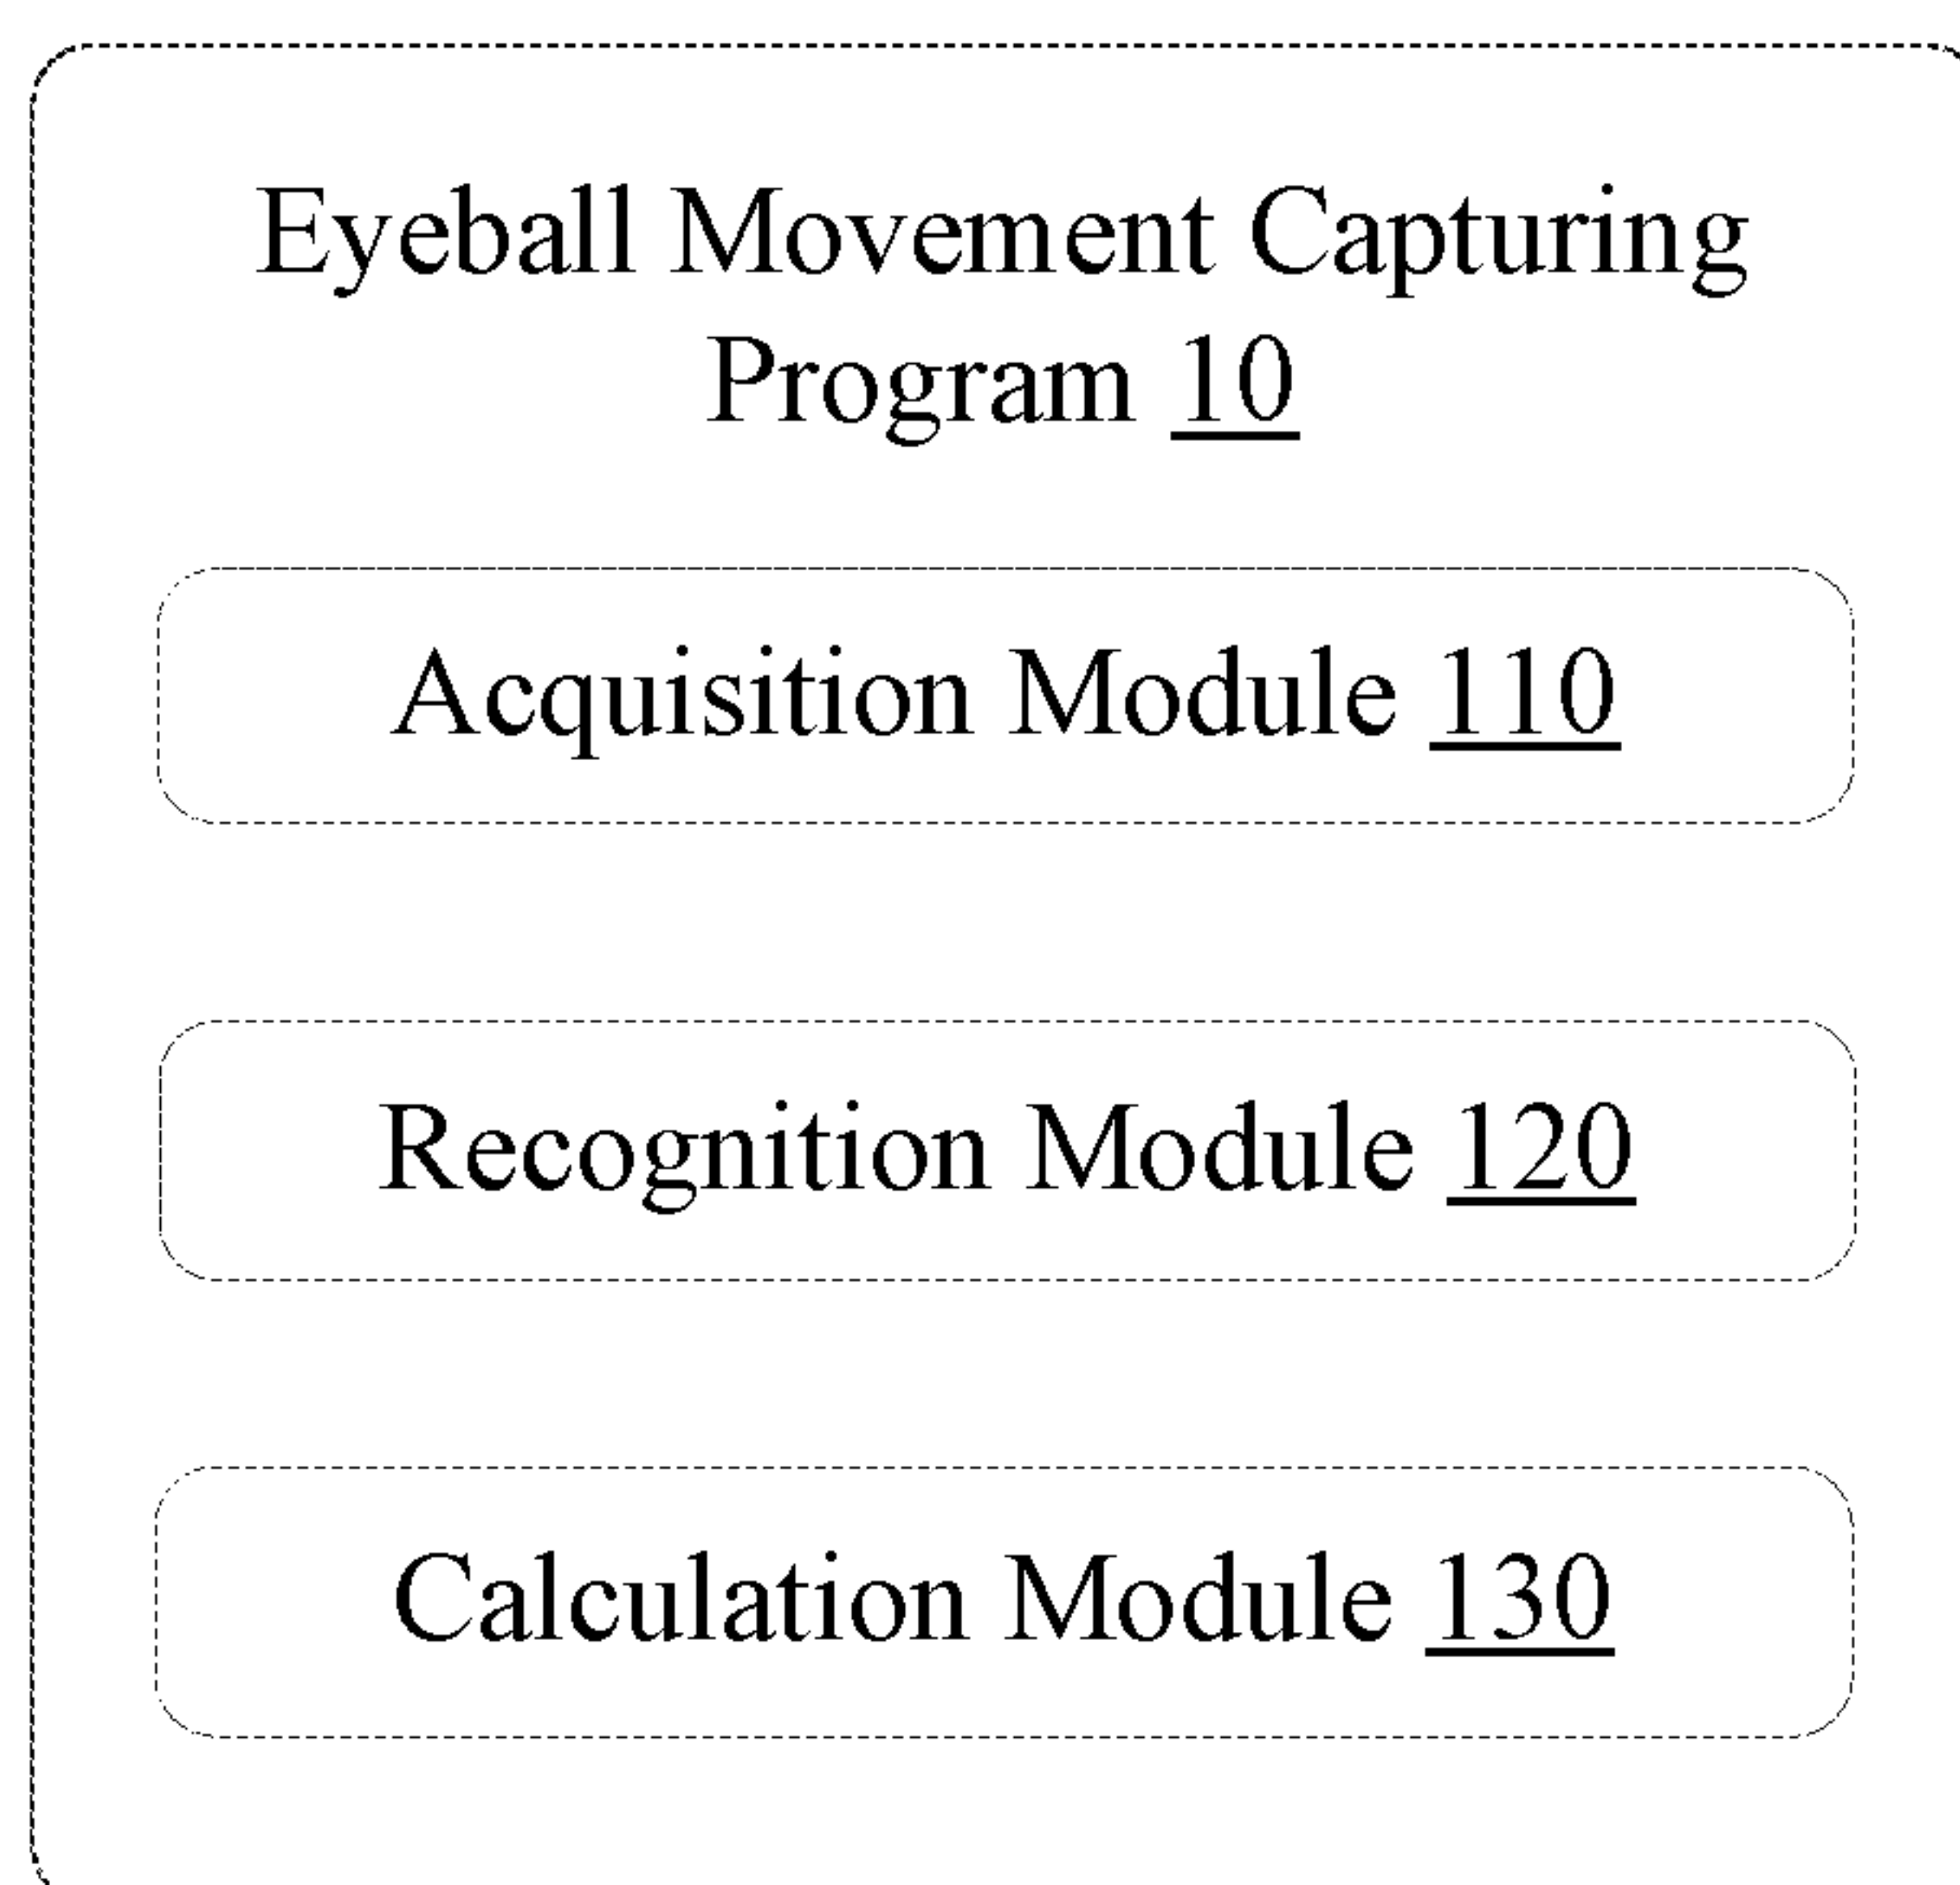 Eyeball Movement Capturing
Program 10
Acquisition Module 110
Recognition Module 120
Calculation Module 130